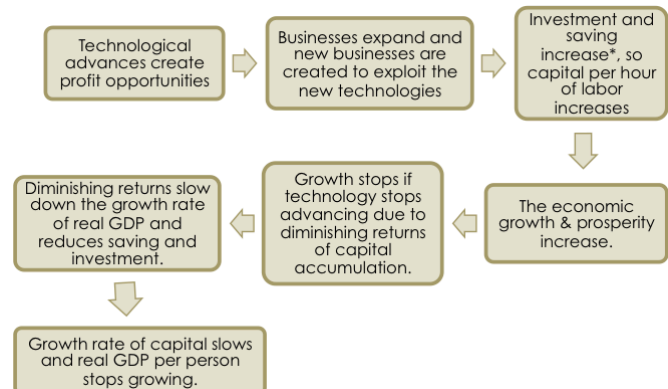 Technological
advances create
profit opportunities
Businesses expand and
new businesses are
created to exploit the
new technologies
Investment and
saving
increase*, so
capital per hour
of labor
increases
The economic
growth & prosperity
increase.
Growth stops if
technology stops
advancing due to
diminishing returns
of capital
accumulation.
Diminishing returns slow
down the growth rate
of real GDP and
reduces saving and
investment.
Growth rate of capital slows
and real GDP per person
stops growing.